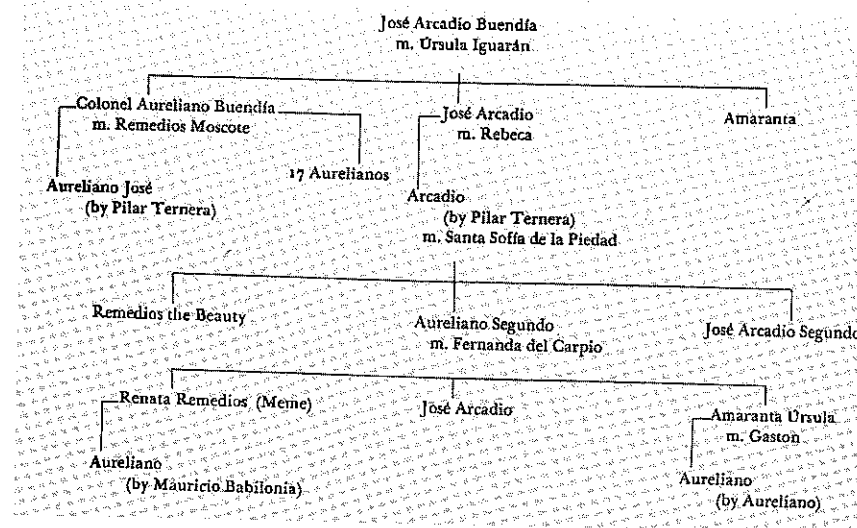 José Arcadio Buendía
m. Úrsula Iguarán
Colonel Aureliano Buendía
m. Remedios Moscote
José Arcadio
m. Rebeca
Amaranta
17 Aurelianos
Aureliano José
(by Pilar Ternera)
Arcadio
(by Pilar Ternera)
m. Santa Sofía de la Piedad
Remedios the Beauty
Aureliano Segundo
m. Fernanda del Carpio
José Arcadio Segundo
Renata Remedios (Meme)
José Arcadio
Amaranta Úrsula
m. Gaston
Aureliano
(by Mauricio Babilonia)
Aureliano
(by Aureliano)